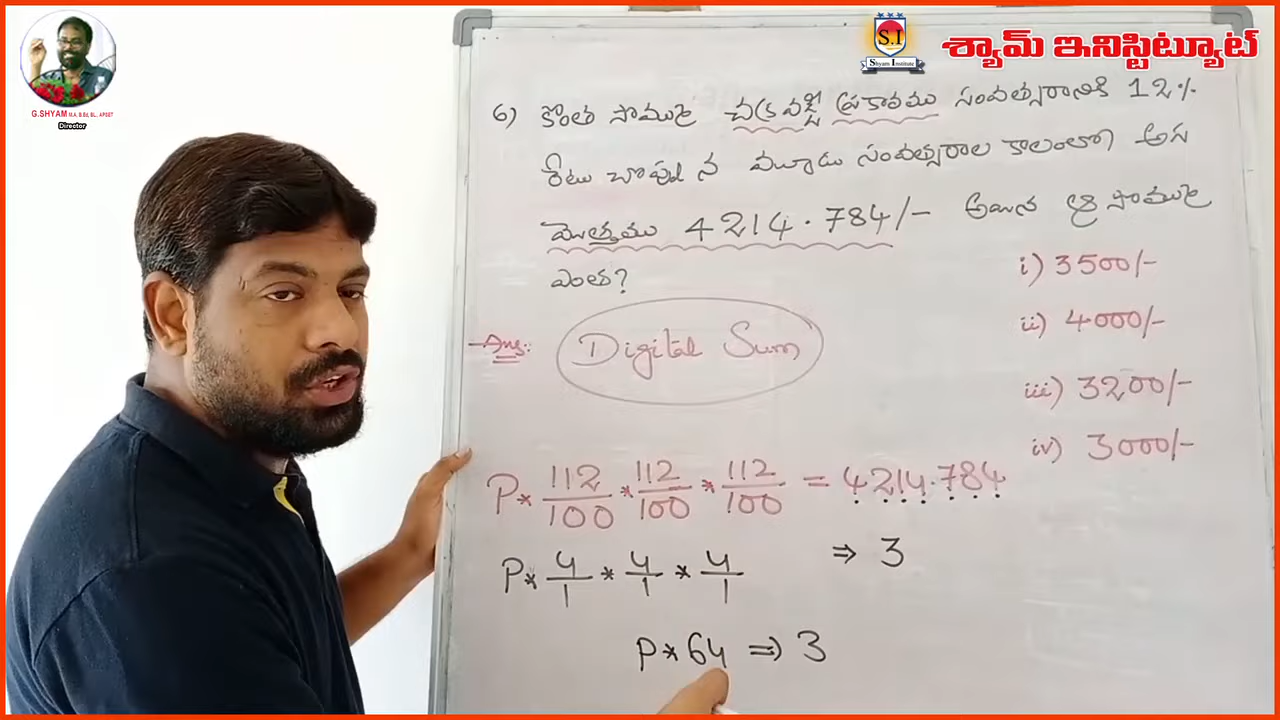 G.SHYAM M.A. B.Ed, BL., APSET
Director
S.I
Shyam Institute
శ్యామ్ ఇనిస్టిట్యూట్
6) కొంత సొమ్ము చక్రవడ్డీ ప్రకారము సంవత్సరానికి 12%
రేటు చొప్పు న మూడు సంవత్సరాల కాలంలో అగు
మొత్తము 4214.784/- అయిన ఆ సొమ్ము
ఎంత?
i) 3500/-
ii) 4000/-
iii) 3200/-
iv) 3000/-
Ans:
Digital Sum
P * 112/100 * 112/100 * 112/100 = 4214.784
P * 4/1 * 4/1 * 4/1 ⇒ 3
P * 64 ⇒ 3